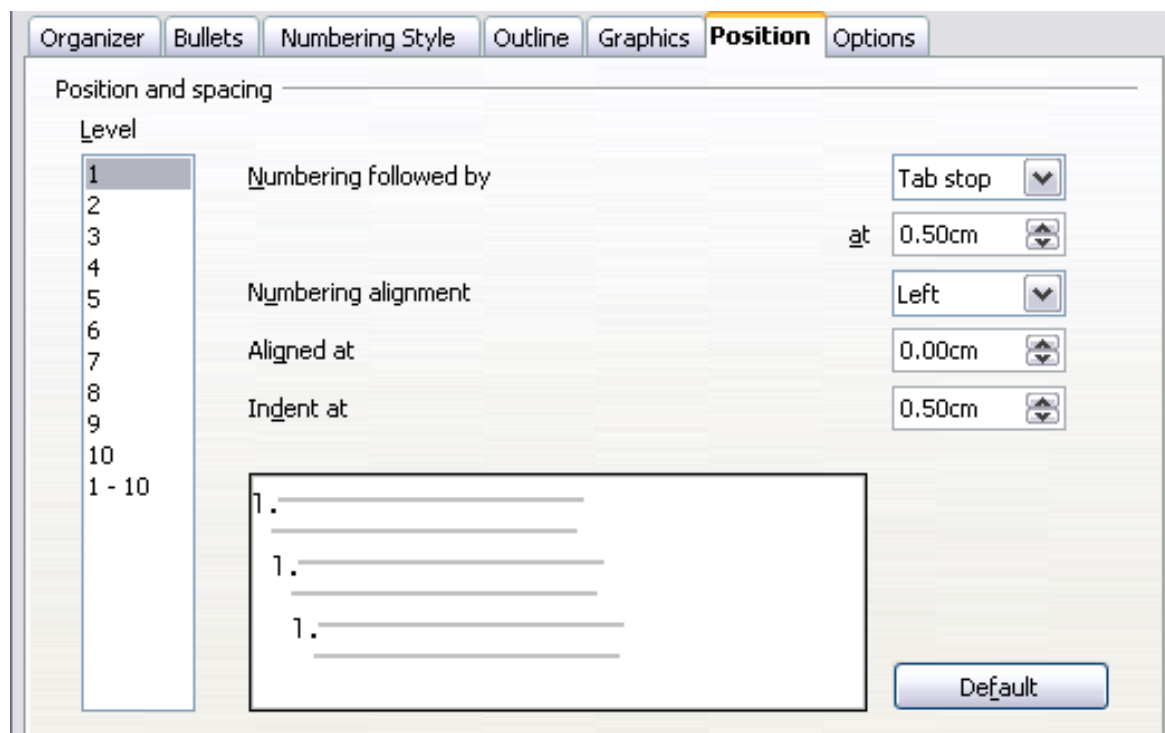 Organizer Bullets Numbering Style Outline Graphics Position Options
Position and spacing
Level
1
2
3
4
5
6
7
8
9
10
1 - 10
Numbering followed by Tab stop
at 0.50cm
Numbering alignment Left
Aligned at 0.00cm
Indent at 0.50cm
1.
1.
1.
Default